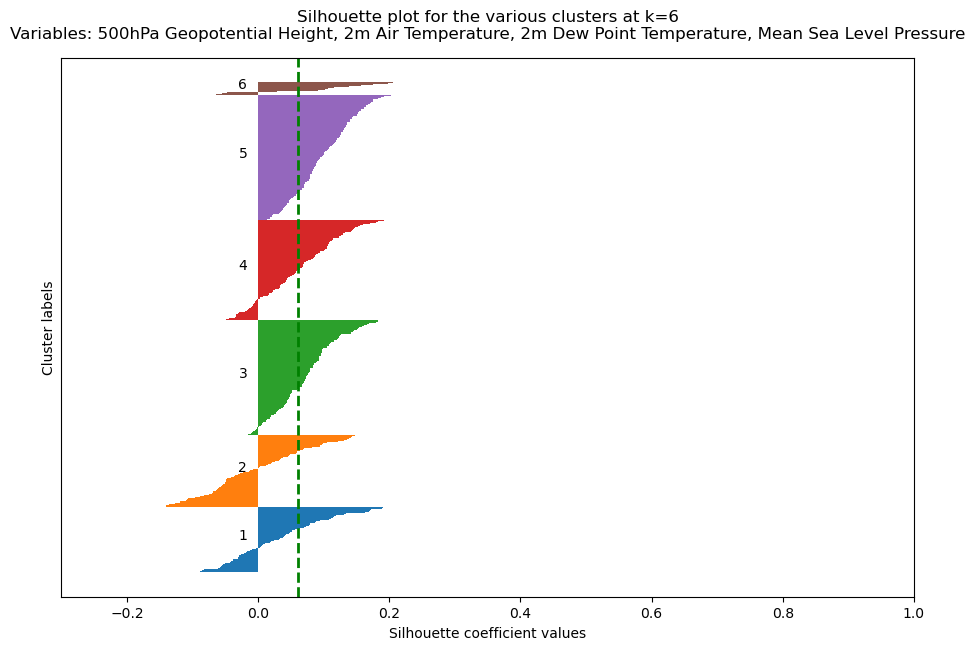 Silhouette plot for the various clusters at k=6
Variables: 500hPa Geopotential Height, 2m Air Temperature, 2m Dew Point Temperature, Mean Sea Level Pressure
6
5
4
3
2
1
Cluster labels
−0.2 0.0 0.2 0.4 0.6 0.8 1.0
Silhouette coefficient values